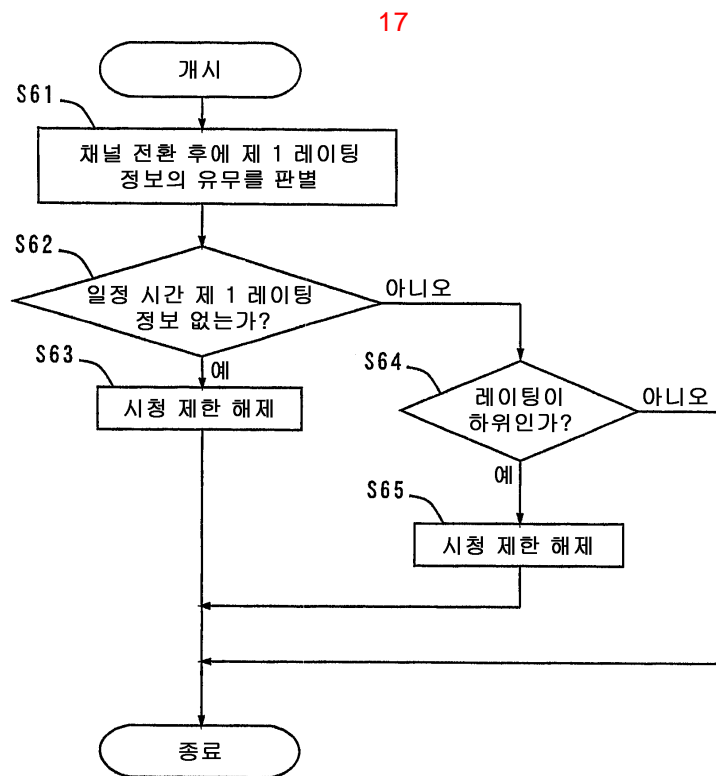 17
개시
S61
채널 전환 후에 제 1 레이팅
정보의 유무를 판별
S62
일정 시간 제 1 레이팅
정보 없는가?
아니오
S63
예
시청 제한 해제
S64
레이팅이
하위인가?
아니오
예
S65
시청 제한 해제
종료